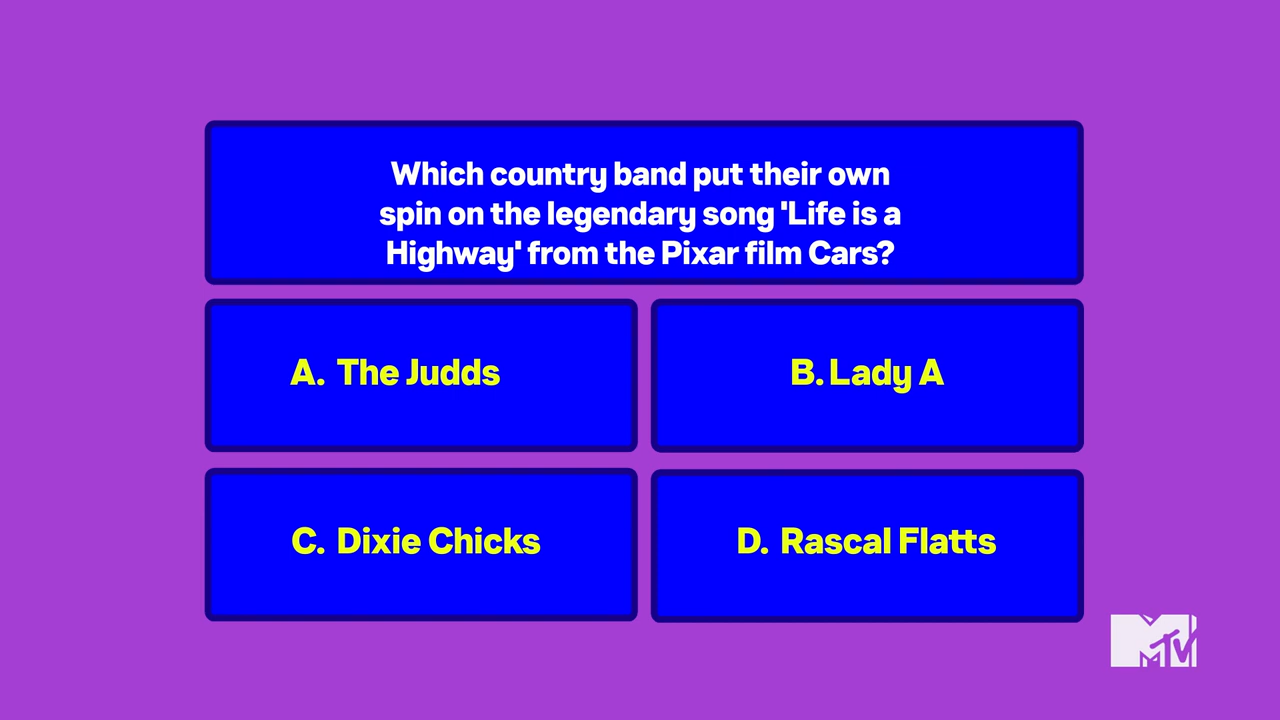 Which country band put their own
spin on the legendary song 'Life is a
Highway' from the Pixar film Cars?
A. The Judds
B. Lady A
C. Dixie Chicks
D. Rascal Flatts
MTV